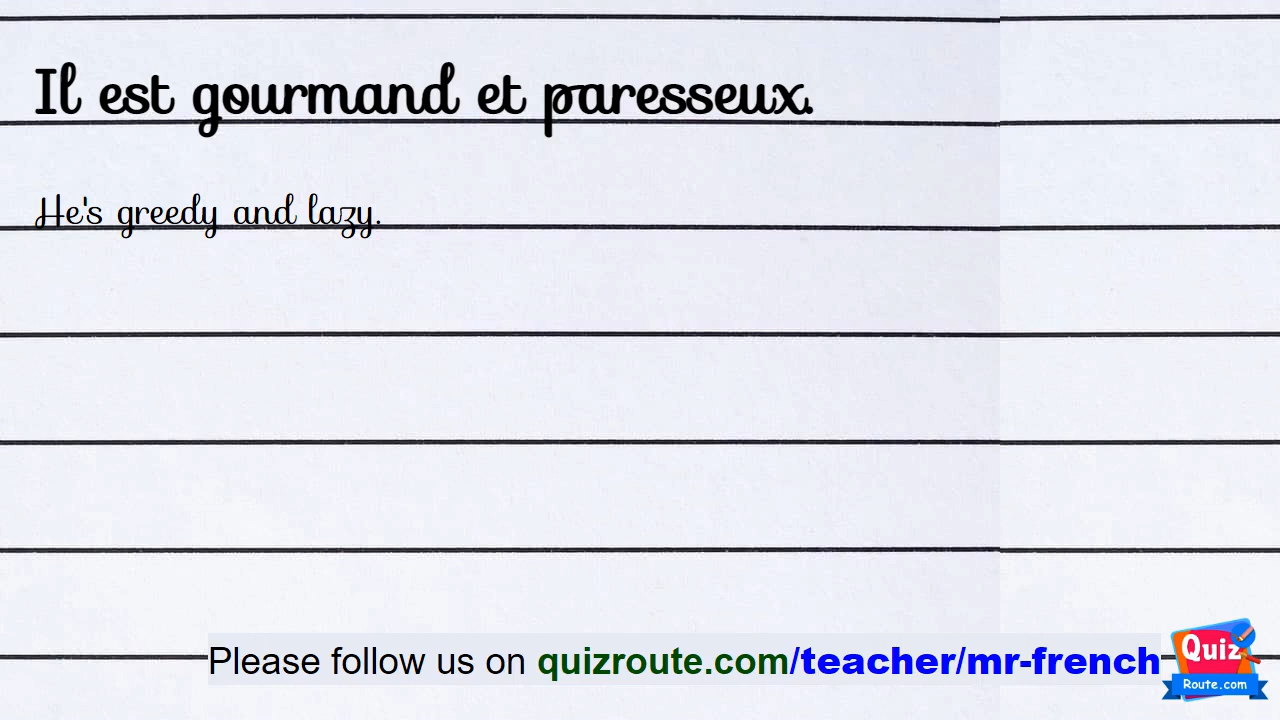 Il est gourmand et paresseux.
He's greedy and lazy.
Please follow us on quizroute.com/teacher/mr-french
Quiz
Route.com